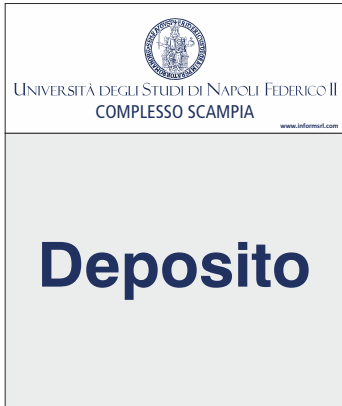 UNIVERSITÀ DEGLI STUDI DI NAPOLI FEDERICO II
COMPLESSO SCAMPIA
www.informsrl.com
Deposito